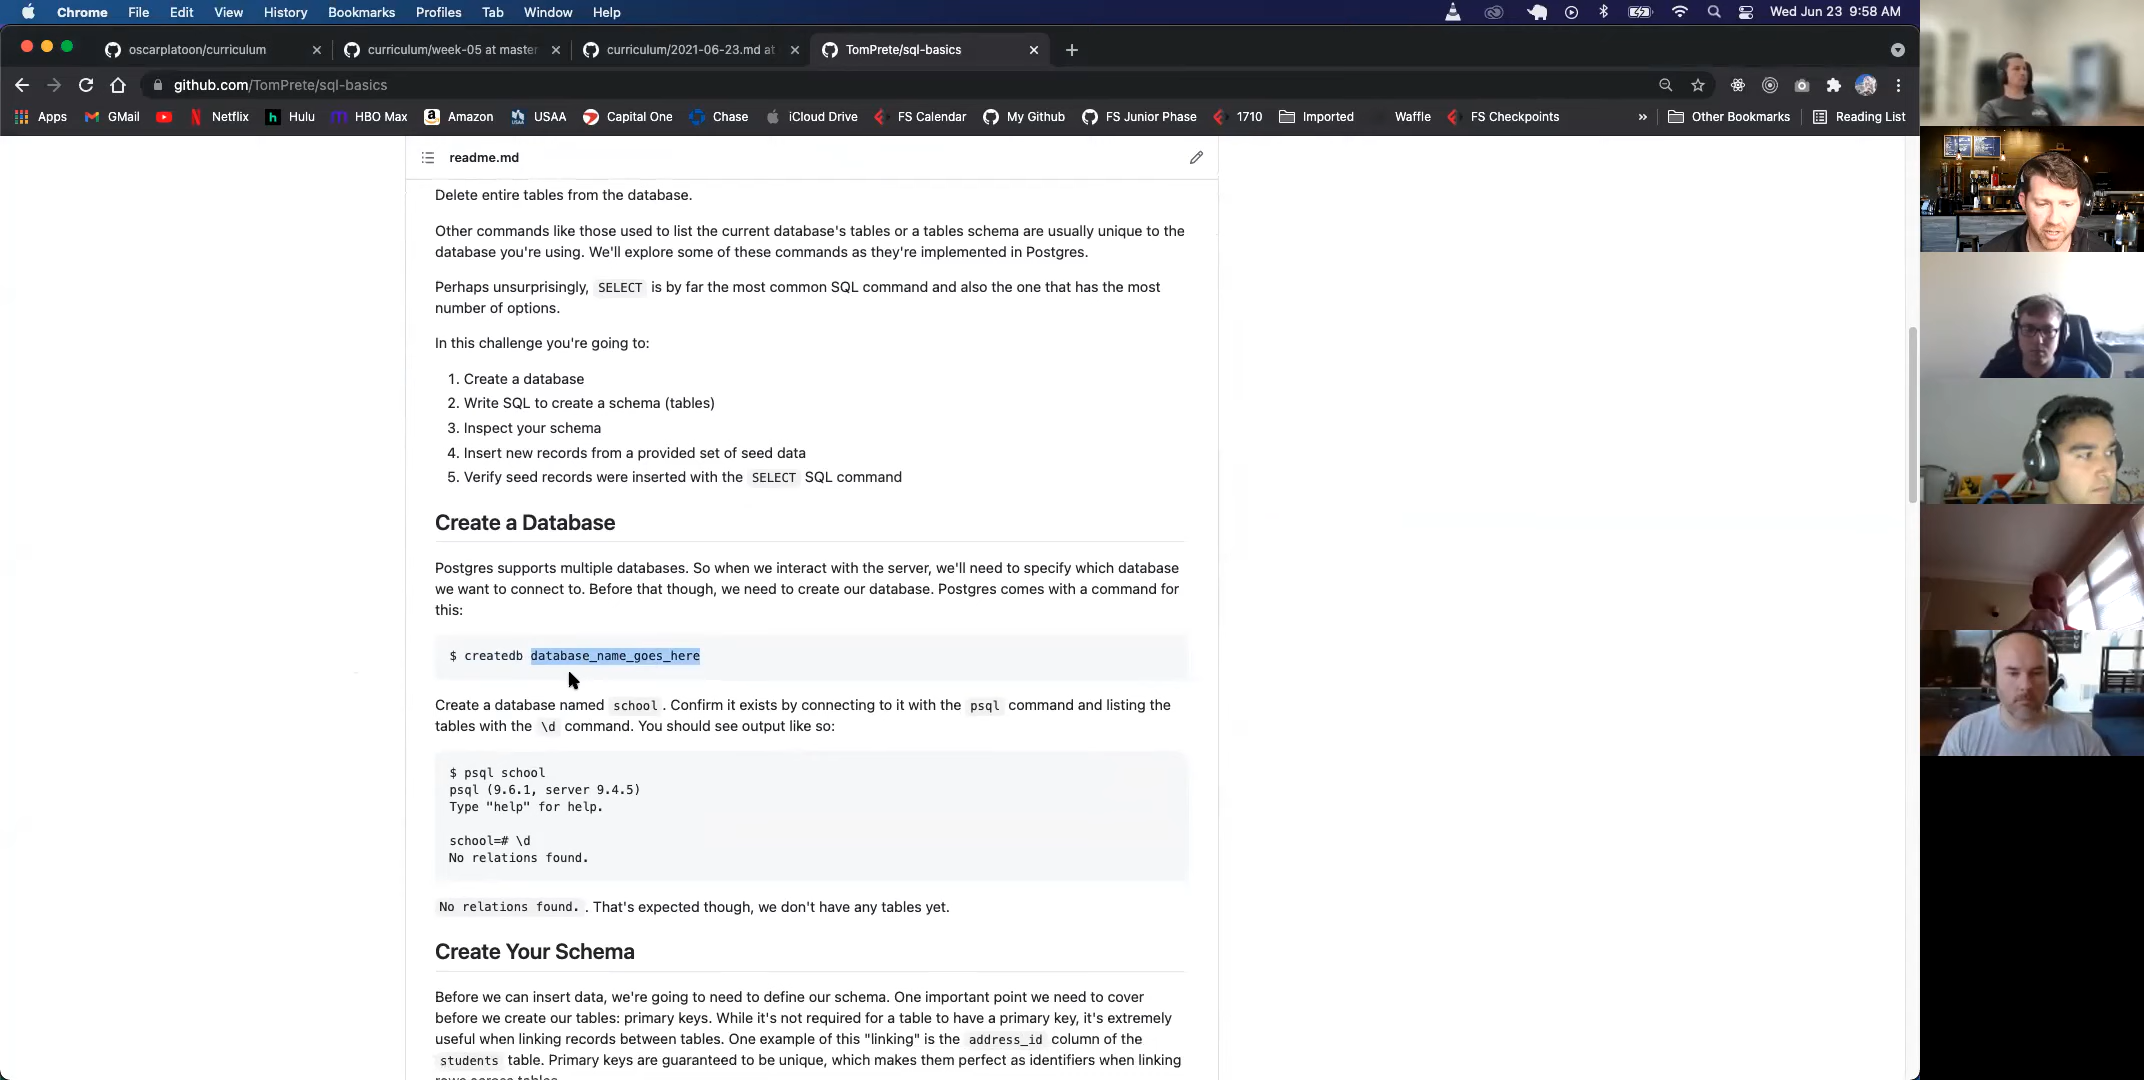 Chrome File Edit View History Bookmarks Profiles Tab Window Help Wed Jun 23 9:58 AM
oscarplatoon/curriculum curriculum/week-05 at master curriculum/2021-06-23.md at TomPrete/sql-basics
github.com/TomPrete/sql-basics
Apps GMail Netflix Hulu HBO Max Amazon USAA Capital One Chase iCloud Drive FS Calendar My Github FS Junior Phase 1710 Imported Waffle FS Checkpoints » Other Bookmarks Reading List
readme.md
Delete entire tables from the database.
Other commands like those used to list the current database's tables or a tables schema are usually unique to the
database you're using. We'll explore some of these commands as they're implemented in Postgres.
Perhaps unsurprisingly, SELECT is by far the most common SQL command and also the one that has the most
number of options.
In this challenge you're going to:
1. Create a database
2. Write SQL to create a schema (tables)
3. Inspect your schema
4. Insert new records from a provided set of seed data
5. Verify seed records were inserted with the SELECT SQL command
Create a Database
Postgres supports multiple databases. So when we interact with the server, we'll need to specify which database
we want to connect to. Before that though, we need to create our database. Postgres comes with a command for
this:
$ createdb database_name_goes_here
Create a database named school . Confirm it exists by connecting to it with the psql command and listing the
tables with the \d command. You should see output like so:
$ psql school
psql (9.6.1, server 9.4.5)
Type "help" for help.
school=# \d
No relations found.
No relations found. . That's expected though, we don't have any tables yet.
Create Your Schema
Before we can insert data, we're going to need to define our schema. One important point we need to cover
before we create our tables: primary keys. While it's not required for a table to have a primary key, it's extremely
useful when linking records between tables. One example of this "linking" is the address_id column of the
students table. Primary keys are guaranteed to be unique, which makes them perfect as identifiers when linking